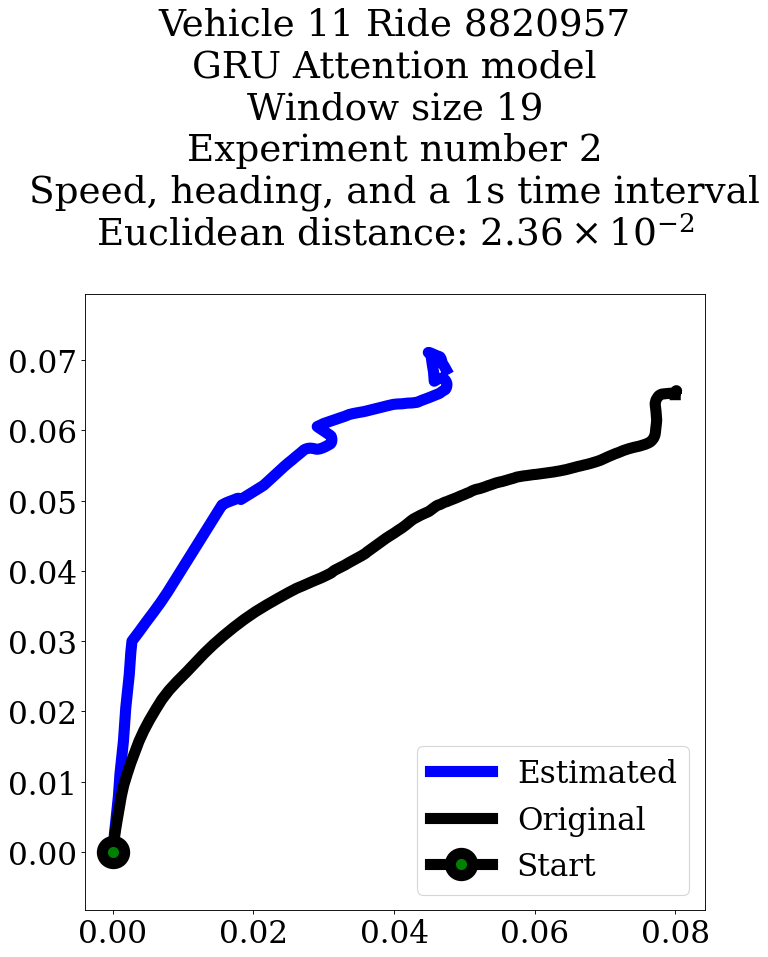 Vehicle 11 Ride 8820957
GRU Attention model
Window size 19
Experiment number 2
Speed, heading, and a 1s time interval
Euclidean distance: 2.36 × 10⁻²
0.07
0.06
0.05
0.04
0.03
0.02
0.01
0.00
Estimated
Original
Start
0.00 0.02 0.04 0.06 0.08